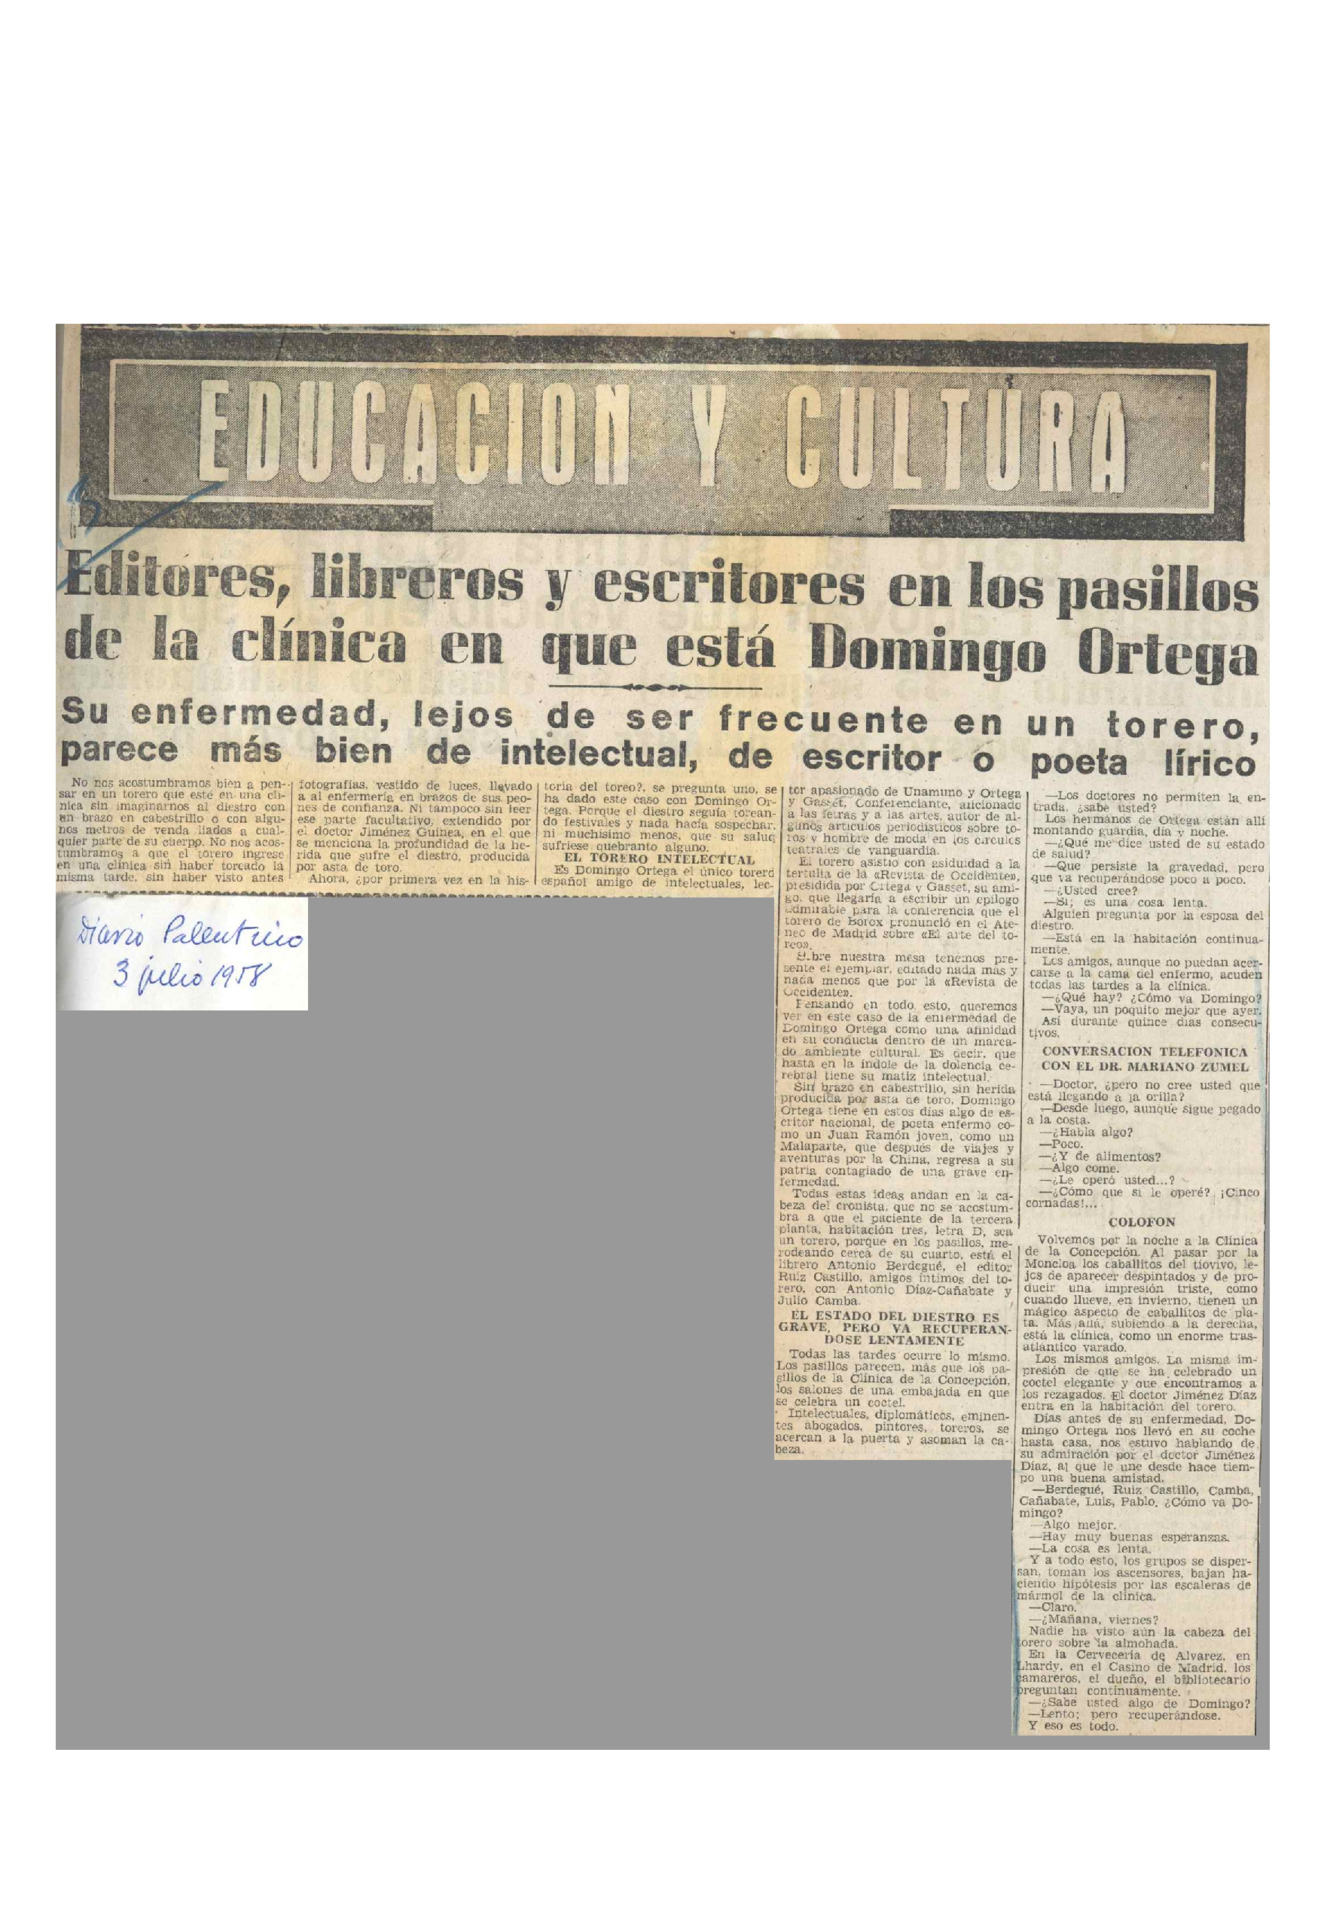 EDUCACION Y CULTURA
Editores, libreros y escritores en los pasillos
de la clínica en que está Domingo Ortega
Su enfermedad, lejos de ser frecuente en un torero,
parece más bien de intelectual, de escritor o poeta lírico
No nos acostumbramos bien a pen-
sar en un torero que esté en una clí-
nica sin imaginarnos al diestro con
un brazo en cabestrillo o con algu-
nos metros de venda liados a cual-
quier parte de su cuerpp. No nos acos-
tumbramos a que el torero ingrese
en una clínica sin haber toreado la
misma tarde, sin haber visto antes
fotografías, vestido de luces, llevado
a al enfermería en brazos de sus peo-
nes de confianza. Ni tampoco sin leer
ese parte facultativo, extendido por
el doctor Jiménez Guinea, en el que
se menciona la profundidad de la he-
rida que sufre el diestro, producida
por asta de toro.
Ahora, ¿por primera vez en la his-
toria del toreo?, se pregunta uno, se
ha dado este caso con Domingo Or-
tega. Porque el diestro seguía torean-
do festivales y nada hacía sospechar,
ni muchísimo menos, que su salud
sufriese quebranto alguno.
EL TORERO INTELECTUAL
Es Domingo Ortega el único torero
español amigo de intelectuales, lec-
tor apasionado de Unamuno y Ortega
y Gasset, Conferenciante, aficionado
a las letras y a las artes, autor de al-
gunos artículos periodísticos sobre to-
ros y hombre de moda en los círculos
teatrales de vanguardia.
El torero asistió con asiduidad a la
tertulia de la «Revista de Occidente»,
presidida por Ortega y Gasset, su ami-
go, que llegaría a escribir un epílogo
admirable para la conferencia que el
torero de Borox pronunció en el Ate-
neo de Madrid sobre «El arte del to-
reo».
Sobre nuestra mesa tenemos pre-
sente el ejemplar, editado nada más y
nada menos que por la «Revista de
Occidente».
Pensando en todo esto, queremos
ver en este caso de la enfermedad de
Domingo Ortega como una afinidad
en su conducta dentro de un marca-
do ambiente cultural. Es decir, que
hasta en la índole de la dolencia ce-
rebral tiene su matiz intelectual.
Sin brazo en cabestrillo, sin herida
producida por asta de toro, Domingo
Ortega tiene en estos días algo de es-
critor nacional, de poeta enfermo co-
mo un Juan Ramón joven, como un
Malaparte, que después de viajes y
aventuras por la China, regresa a su
patria contagiado de una grave en-
fermedad.
Todas estas ideas andan en la ca-
beza del cronista, que no se acostum-
bra a que el paciente de la tercera
planta, habitación tres, letra D, sea
un torero, porque en los pasillos, me-
rodeando cerca de su cuarto, está el
librero Antonio Berdegué, el editor
Ruiz Castillo, amigos íntimos del to-
rero, con Antonio Díaz-Cañabate y
Julio Camba.
EL ESTADO DEL DIESTRO ES
GRAVE, PERO VA RECUPERAN-
DOSE LENTAMENTE
Todas las tardes ocurre lo mismo.
Los pasillos parecen, más que los pa-
sillos de la Clínica de la Concepción,
los salones de una embajada en que
se celebra un coctel.
Intelectuales, diplomáticos, eminen-
tes abogados, pintores, toreros, se
acercan a la puerta y asoman la ca-
beza.
—Los doctores no permiten la en-
trada, ¿sabe usted?
Los hermanos de Ortega están allí
montando guardia, día y noche.
—¿Qué me dice usted de su estado
de salud?
—Que persiste la gravedad, pero
que va recuperándose poco a poco.
—¿Usted cree?
—Sí; es una cosa lenta.
Alguien pregunta por la esposa del
diestro.
—Está en la habitación continua-
mente.
Los amigos, aunque no puedan acer-
carse a la cama del enfermo, acuden
todas las tardes a la clínica.
—¿Qué hay? ¿Cómo va Domingo?
—Vaya, un poquito mejor que ayer.
Así durante quince días consecu-
tivos.
CONVERSACION TELEFONICA
CON EL DR. MARIANO ZUMEL
—Doctor, ¿pero no cree usted que
está llegando a la orilla?
—Desde luego, aunque sigue pegado
a la costa.
—¿Habla algo?
—Poco.
—¿Y de alimentos?
—Algo come.
—¿Le operó usted...?
—¿Cómo que si le operé? ¡Cinco
cornadas!...
COLOFON
Volvemos por la noche a la Clínica
de la Concepción. Al pasar por la
Moncloa los caballitos del tiovivo, le-
jos de aparecer despintados y de pro-
ducir una impresión triste, como
cuando llueve, en invierno, tienen un
mágico aspecto de caballitos de pla-
ta. Más allá, subiendo a la derecha,
está la clínica, como un enorme tras-
atlántico varado.
Los mismos amigos. La misma im-
presión de que se ha celebrado un
coctel elegante y que encontramos a
los rezagados. El doctor Jiménez Díaz
entra en la habitación del torero.
Días antes de su enfermedad, Do-
mingo Ortega nos llevó en su coche
hasta casa, nos estuvo hablando de
su admiración por el doctor Jiménez
Díaz, al que le une desde hace tiem-
po una buena amistad.
—Berdegué, Ruiz Castillo, Camba,
Cañabate, Luis, Pablo, ¿Cómo va Do-
mingo?
—Algo mejor.
—Hay muy buenas esperanzas.
—La cosa es lenta.
Y a todo esto, los grupos se disper-
san, toman los ascensores, bajan ha-
ciendo hipótesis por las escaleras de
mármol de la clínica.
—Claro.
—¿Mañana, viernes?
Nadie ha visto aún la cabeza del
torero sobre la almohada.
En la Cervecería de Alvarez, en
Lhardy, en el Casino de Madrid, los
camareros, el dueño, el bibliotecario
preguntan continuamente.
—¿Sabe usted algo de Domingo?
—Lento; pero recuperándose.
Y eso es todo.
Diario Palentino
3 julio 1958